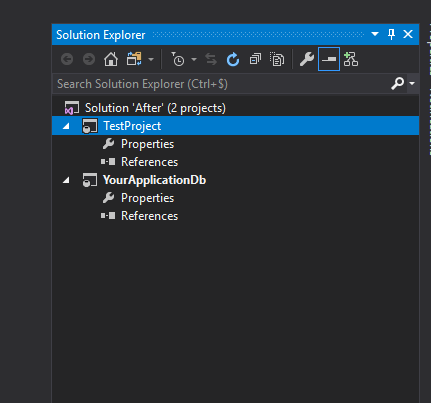 Solution Explorer
Search Solution Explorer (Ctrl+$)
Solution 'After' (2 projects)
TestProject
Properties
References
YourApplicationDb
Properties
References